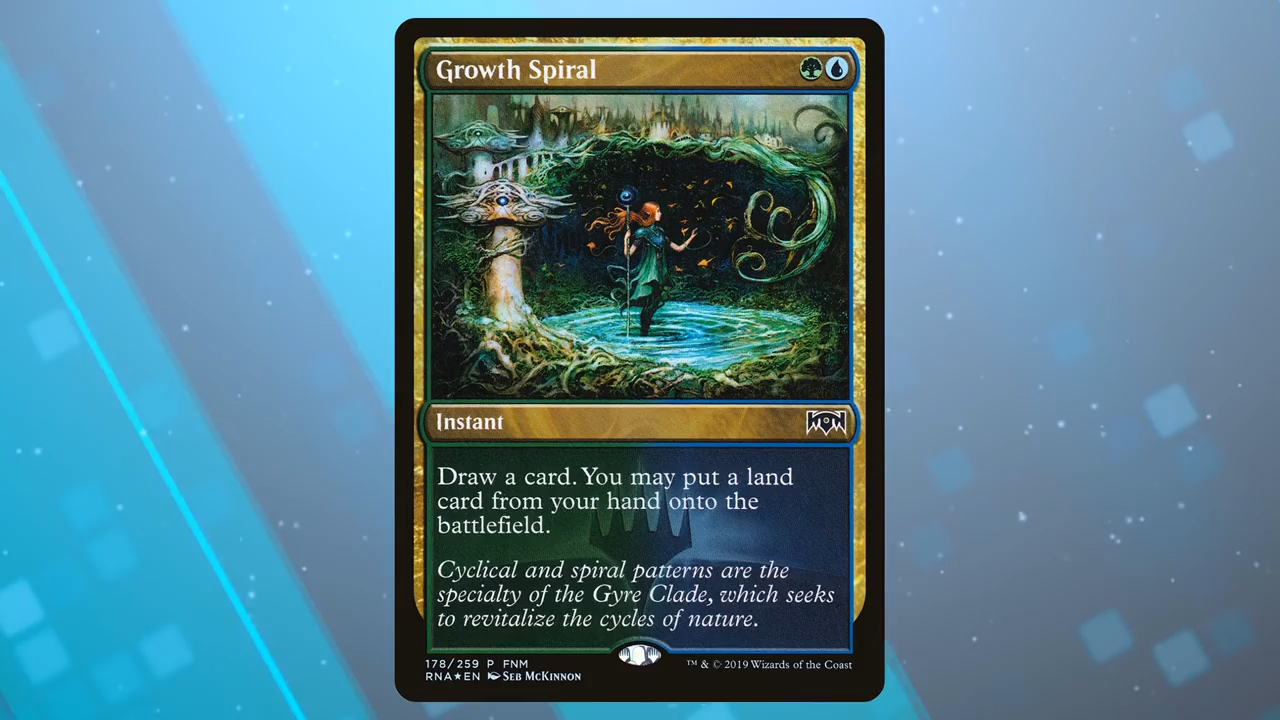 Growth Spiral
Instant
Draw a card. You may put a land
card from your hand onto the
battlefield.
Cyclical and spiral patterns are the
specialty of the Gyre Clade, which seeks
to revitalize the cycles of nature.
178/259 P FNM
RNA★EN Seb McKinnon
™ & © 2019 Wizards of the Coast